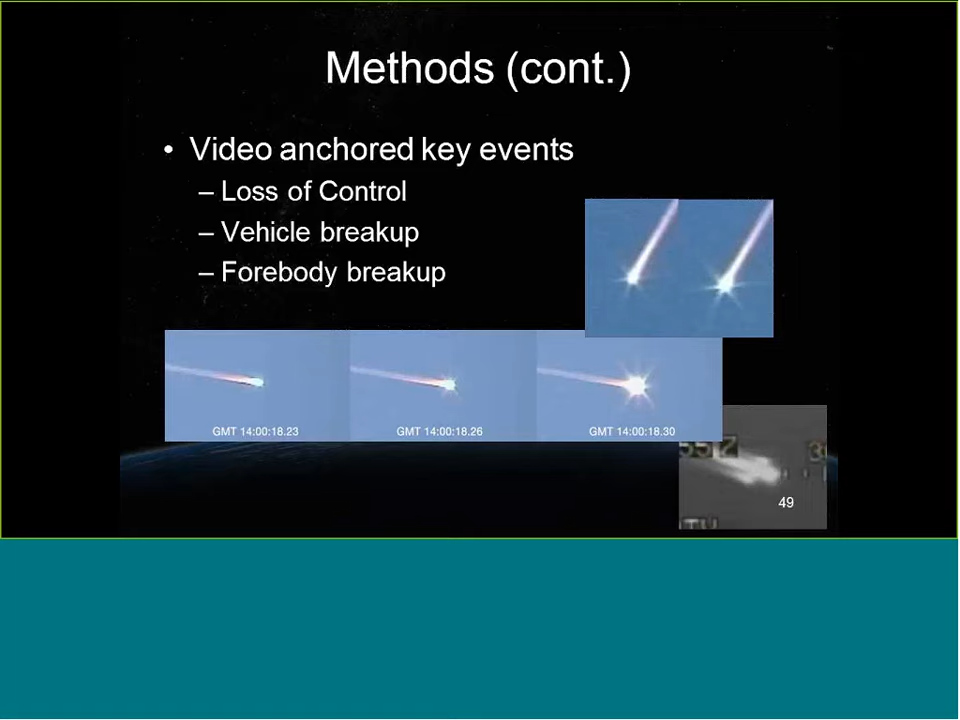 Methods (cont.)
• Video anchored key events
– Loss of Control
– Vehicle breakup
– Forebody breakup
GMT 14:00:18.23
GMT 14:00:18.26
GMT 14:00:18.30
49